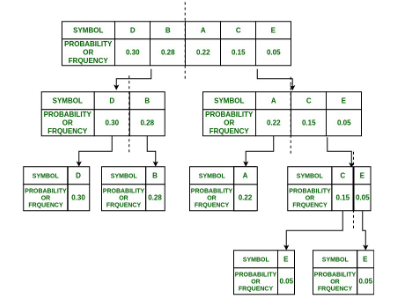 SYMBOL D B A C E
PROBABILITY OR FRQUENCY 0.30 0.28 0.22 0.15 0.05
SYMBOL D B
PROBABILITY OR FRQUENCY 0.30 0.28
SYMBOL A C E
PROBABILITY OR FRQUENCY 0.22 0.15 0.05
SYMBOL D
PROBABILITY OR FRQUENCY 0.30
SYMBOL B
PROBABILITY OR FRQUENCY 0.28
SYMBOL A
PROBABILITY OR FRQUENCY 0.22
SYMBOL C E
PROBABILITY OR FRQUENCY 0.15 0.05
SYMBOL E
PROBABILITY OR FRQUENCY 0.05
SYMBOL E
PROBABILITY OR FRQUENCY 0.05